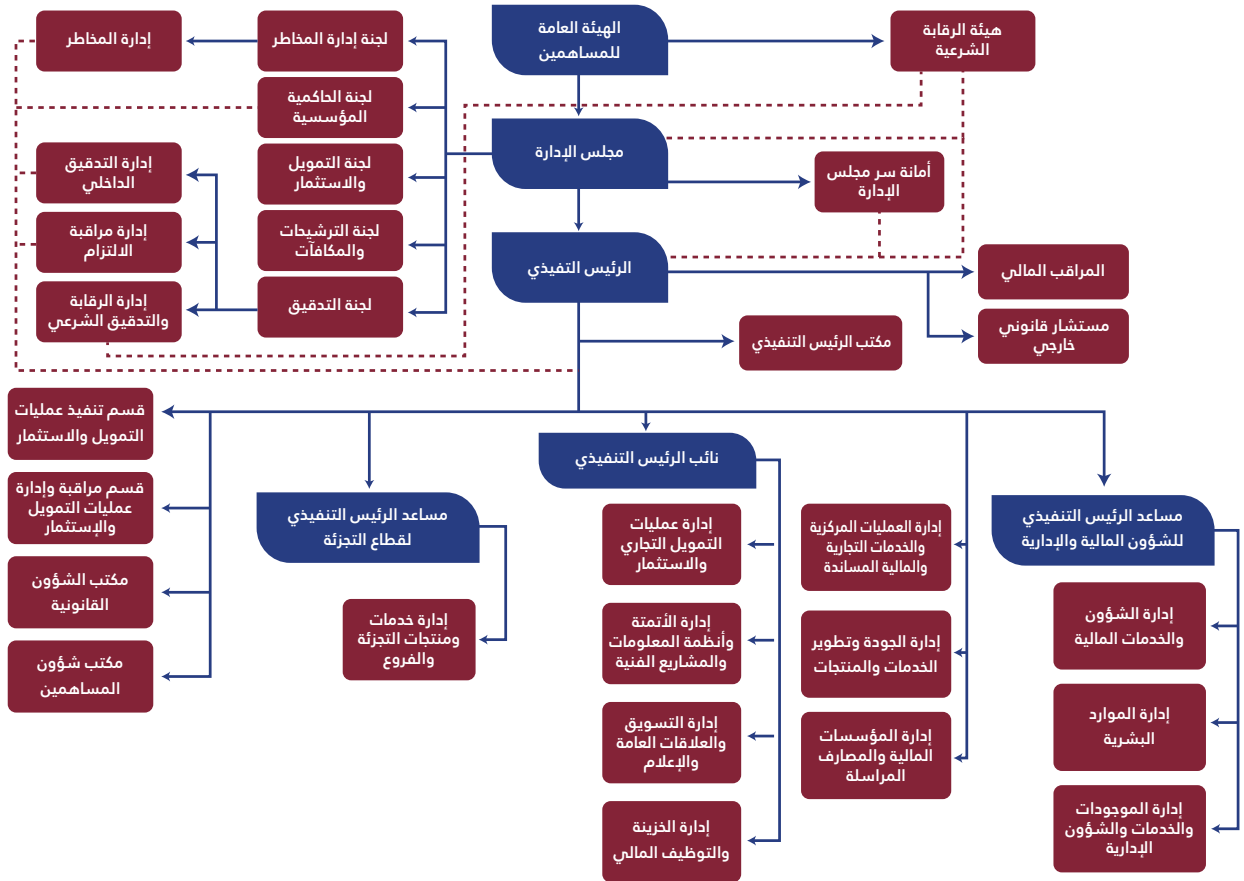 الهيئة العامة
للمساهمين
هيئة الرقابة
الشرعية
لجنة إدارة المخاطر
إدارة المخاطر
لجنة الحاكمية
المؤسسية
مجلس الإدارة
أمانة سر مجلس
الإدارة
لجنة التمويل
والاستثمار
إدارة التدقيق
الداخلي
لجنة الترشيحات
والمكافآت
إدارة مراقبة
الالتزام
لجنة التدقيق
إدارة الرقابة
والتدقيق الشرعي
الرئيس التفيذي
المراقب المالي
مستشار قانوني
خارجي
مكتب الرئيس التنفيذي
مساعد الرئيس التنفيذي
للشؤون المالية والإدارية
إدارة الشؤون
والخدمات المالية
إدارة الموارد
البشرية
إدارة الموجودات
والخدمات والشؤون
الإدارية
إدارة العمليات المركزية
والخدمات التجارية
والمالية المساندة
إدارة الجودة وتطوير
الخدمات والمنتجات
إدارة المؤسسات
المالية والمصارف
المراسلة
نائب الرئيس التنفيذي
إدارة عمليات
التمويل التجاري
والاستثمار
إدارة الأتمتة
وأنظمة المعلومات
والمشاريع الفنية
إدارة التسويق
والعلاقات العامة
والإعلام
إدارة الخزينة
والتوظيف المالي
مساعد الرئيس التنفيذي
لقطاع التجزئة
إدارة خدمات
ومنتجات التجزئة
والفروع
قسم تنفيذ عمليات
التمويل والاستثمار
قسم مراقبة وإدارة
عمليات التمويل
والإستثمار
مكتب الشؤون
القانونية
مكتب شؤون
المساهمين